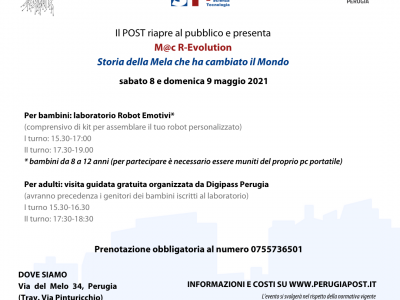 Scienza
Tecnologia
PERUGIA
Il POST riapre al pubblico e presenta
M@c R-Evolution
Storia della Mela che ha cambiato il Mondo
sabato 8 e domenica 9 maggio 2021
Per bambini: laboratorio Robot Emotivi*
(comprensivo di kit per assemblare il tuo robot personalizzato)
I turno: 15.30-17:00
II turno: 17.30-19.00
* bambini da 8 a 12 anni (per partecipare è necessario essere muniti del proprio pc portatile)
Per adulti: visita guidata gratuita organizzata da Digipass Perugia
(avranno precedenza i genitori dei bambini iscritti al laboratorio)
I turno 15.30-16.30
II turno: 17:30-18:30
Prenotazione obbligatoria al numero 0755736501
DOVE SIAMO
Via del Melo 34, Perugia
(Trav. Via Pinturicchio)
INFORMAZIONI E COSTI SU WWW.PERUGIAPOST.IT
L'evento si svolgerà nel rispetto della normativa vigente